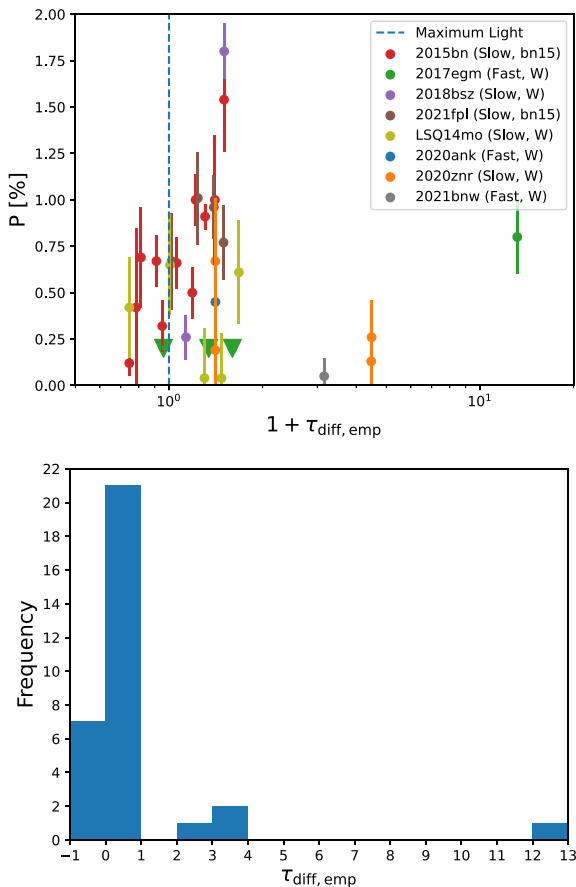 2.00
1.75
1.50
1.25
1.00
0.75
0.50
0.25
0.00
P [%]
Maximum Light
2015bn (Slow, bn15)
2017egm (Fast, W)
2018bsz (Slow, W)
2021fpl (Slow, bn15)
LSQ14mo (Slow, W)
2020ank (Fast, W)
2020znr (Slow, W)
2021bnw (Fast, W)
10⁰ 10¹
1 + τdiff, emp
22
20
18
16
14
12
10
8
6
4
2
0
Frequency
−1 0 1 2 3 4 5 6 7 8 9 10 11 12 13
τdiff, emp